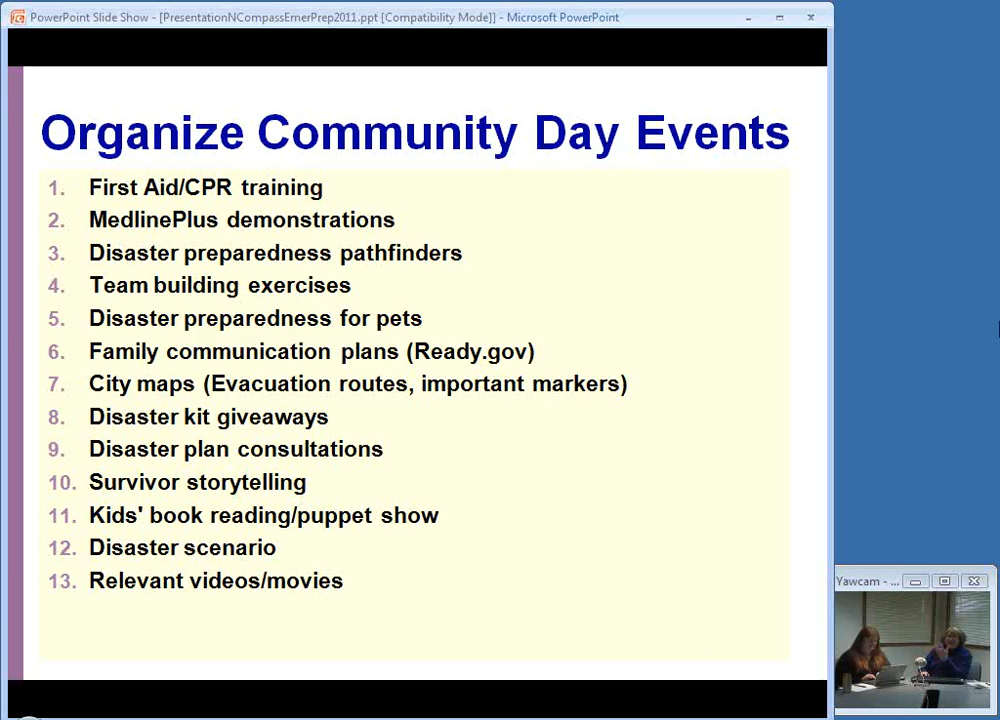 PowerPoint Slide Show - [PresentationNCompassEmerPrep2011.ppt [Compatibility Mode]] - Microsoft PowerPoint
Organize Community Day Events
1. First Aid/CPR training
2. MedlinePlus demonstrations
3. Disaster preparedness pathfinders
4. Team building exercises
5. Disaster preparedness for pets
6. Family communication plans (Ready.gov)
7. City maps (Evacuation routes, important markers)
8. Disaster kit giveaways
9. Disaster plan consultations
10. Survivor storytelling
11. Kids' book reading/puppet show
12. Disaster scenario
13. Relevant videos/movies
Yawcam - ...